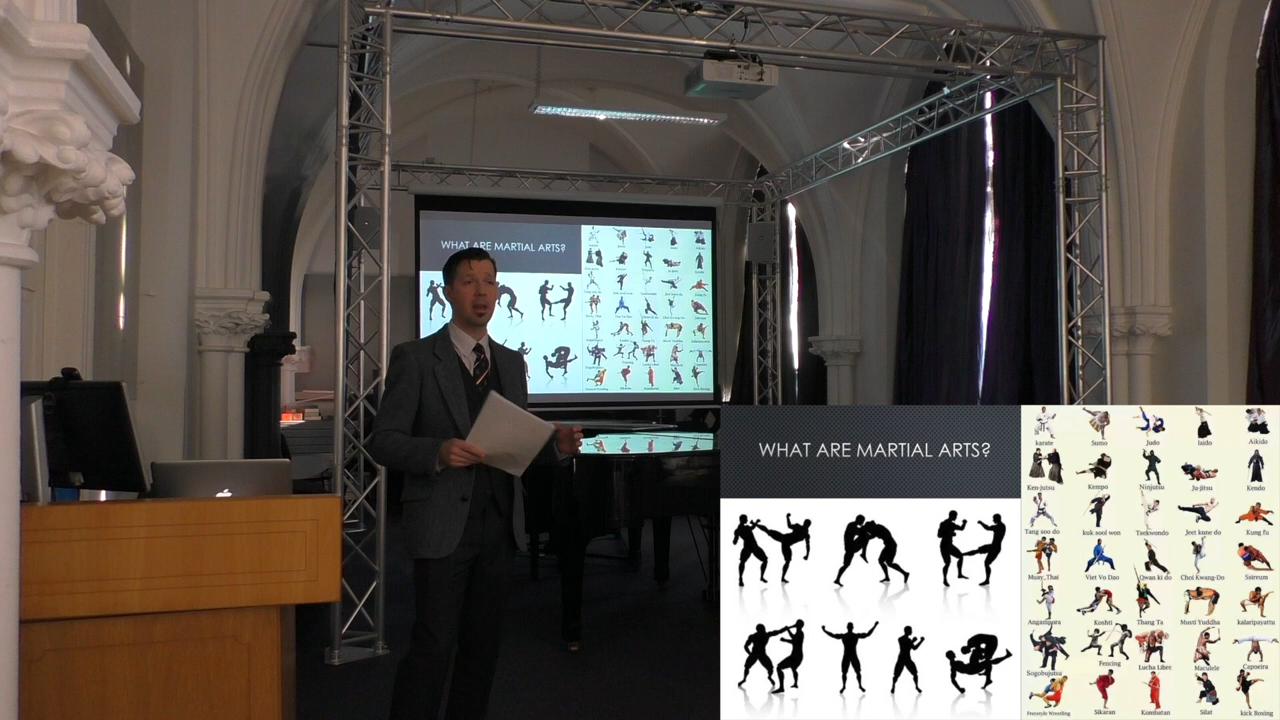 WHAT ARE MARTIAL ARTS?
WHAT ARE MARTIAL ARTS?
karate Sumo Judo Iaido Aikido
Ken-jutsu Kempo Ninjutsu Ju-jitsu Kendo
Tang soo do kuk sool won Taekwondo Jeet kune do Kung fu
Muay Thai Viet Vo Dao Qwan ki do Choi Kwang-Do Ssireum
Angampora Koshti Thang Ta Musti Yuddha kalaripayattu
Sogobujutsu Fencing Lucha Libre Maculele Capoeira
Freestyle Wrestling Sikaran Kombatan Silat kick Boxing